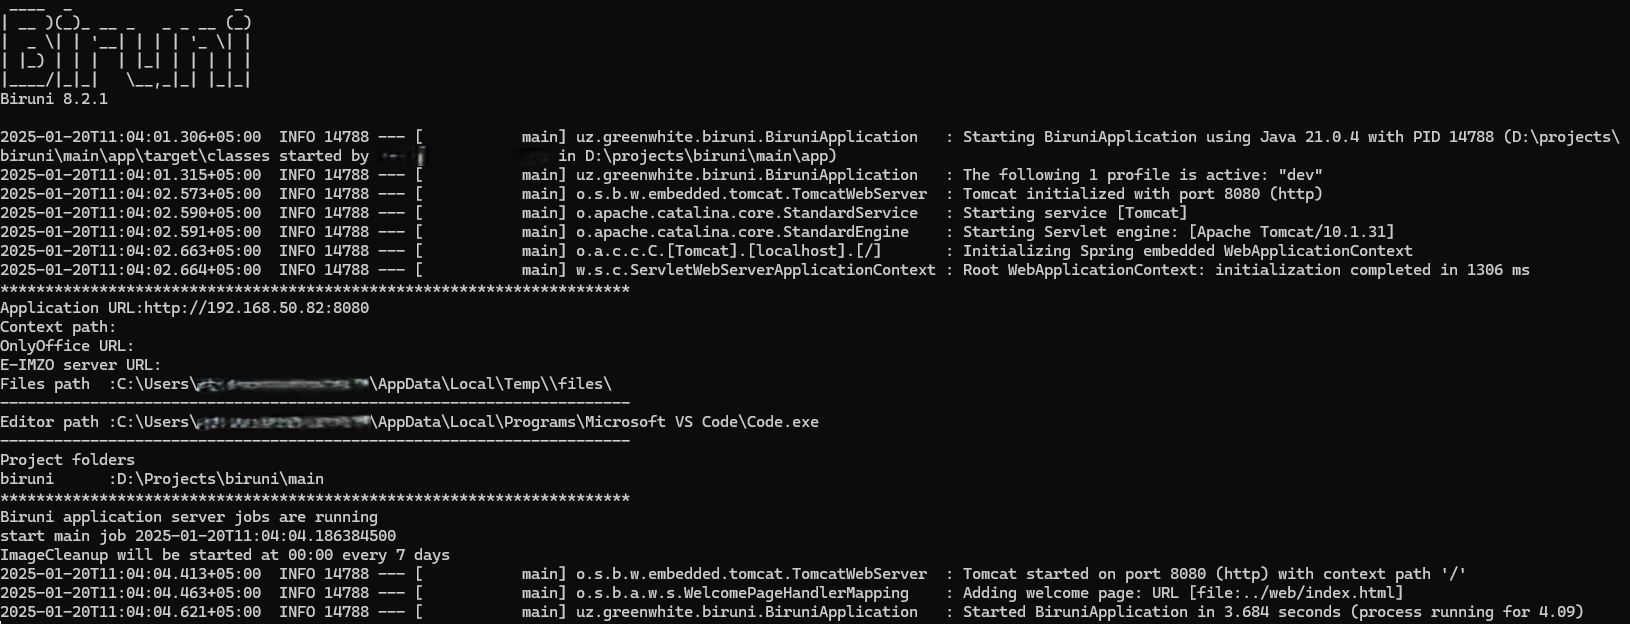 Biruni
Biruni 8.2.1
2025-01-20T11:04:01.306+05:00  INFO 14788 --- [           main] uz.greenwhite.biruni.BiruniApplication   : Starting BiruniApplication using Java 21.0.4 with PID 14788 (D:\projects\
biruni\main\app\target\classes started by in D:\projects\biruni\main\app)
2025-01-20T11:04:01.315+05:00  INFO 14788 --- [           main] uz.greenwhite.biruni.BiruniApplication   : The following 1 profile is active: "dev"
2025-01-20T11:04:02.573+05:00  INFO 14788 --- [           main] o.s.b.w.embedded.tomcat.TomcatWebServer  : Tomcat initialized with port 8080 (http)
2025-01-20T11:04:02.590+05:00  INFO 14788 --- [           main] o.apache.catalina.core.StandardService   : Starting service [Tomcat]
2025-01-20T11:04:02.591+05:00  INFO 14788 --- [           main] o.apache.catalina.core.StandardEngine    : Starting Servlet engine: [Apache Tomcat/10.1.31]
2025-01-20T11:04:02.663+05:00  INFO 14788 --- [           main] o.a.c.c.C.[Tomcat].[localhost].[/]       : Initializing Spring embedded WebApplicationContext
2025-01-20T11:04:02.664+05:00  INFO 14788 --- [           main] w.s.c.ServletWebServerApplicationContext : Root WebApplicationContext: initialization completed in 1306 ms
**********************************************************************
Application URL:http://192.168.50.82:8080
Context path:
OnlyOffice URL:
E-IMZO server URL:
Files path  :C:\Users\ \AppData\Local\Temp\\files\
----------------------------------------------------------------------
Editor path :C:\Users\ \AppData\Local\Programs\Microsoft VS Code\Code.exe
----------------------------------------------------------------------
Project folders
biruni      :D:\Projects\biruni\main
**********************************************************************
Biruni application server jobs are running
start main job 2025-01-20T11:04:04.186384500
ImageCleanup will be started at 00:00 every 7 days
2025-01-20T11:04:04.413+05:00  INFO 14788 --- [           main] o.s.b.w.embedded.tomcat.TomcatWebServer  : Tomcat started on port 8080 (http) with context path '/'
2025-01-20T11:04:04.463+05:00  INFO 14788 --- [           main] o.s.b.a.w.s.WelcomePageHandlerMapping    : Adding welcome page: URL [file:../web/index.html]
2025-01-20T11:04:04.621+05:00  INFO 14788 --- [           main] uz.greenwhite.biruni.BiruniApplication   : Started BiruniApplication in 3.684 seconds (process running for 4.09)